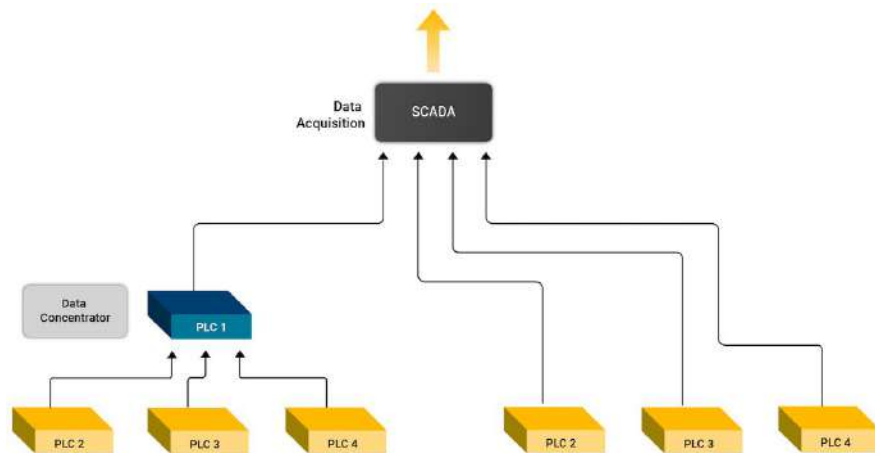 SCADA
Data
Acquisition
Data
Concentrator
PLC 1
PLC 2
PLC 3
PLC 4
PLC 2
PLC 3
PLC 4